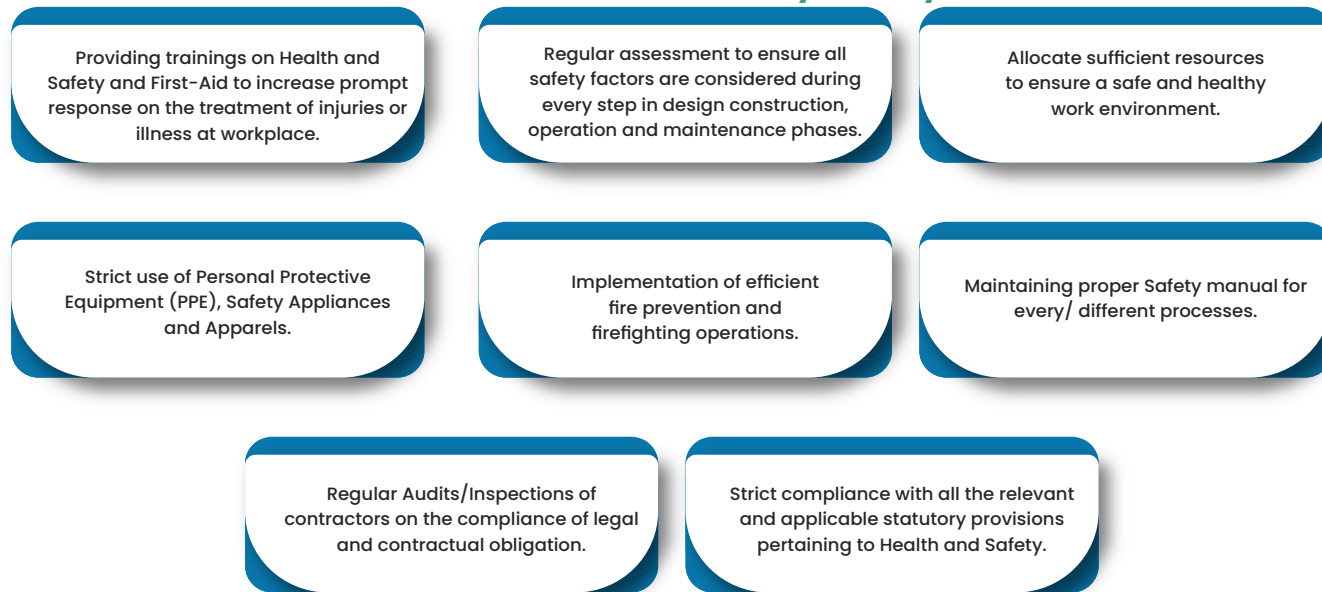 Providing trainings on Health and
Safety and First-Aid to increase prompt
response on the treatment of injuries or
illness at workplace.
Regular assessment to ensure all
safety factors are considered during
every step in design construction,
operation and maintenance phases.
Allocate sufficient resources
to ensure a safe and healthy
work environment.
Strict use of Personal Protective
Equipment (PPE), Safety Appliances
and Apparels.
Implementation of efficient
fire prevention and
firefighting operations.
Maintaining proper Safety manual for
every/ different processes.
Regular Audits/Inspections of
contractors on the compliance of legal
and contractual obligation.
Strict compliance with all the relevant
and applicable statutory provisions
pertaining to Health and Safety.